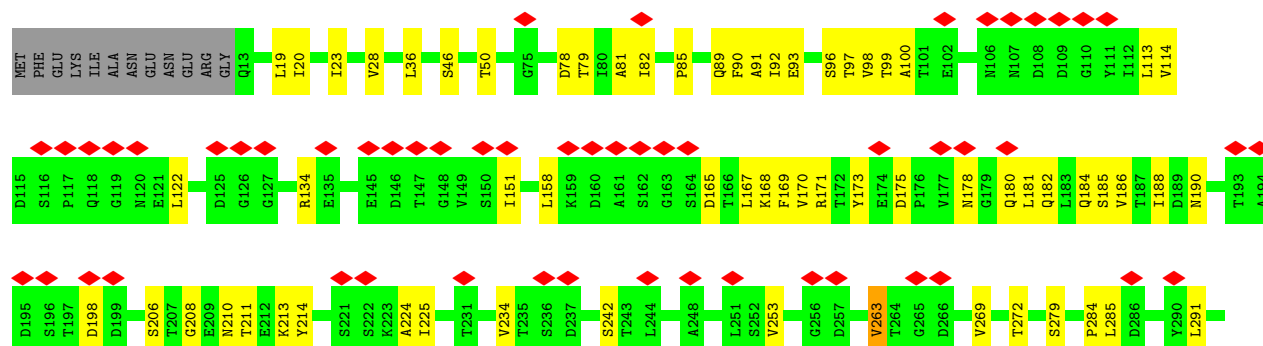 MET PHE GLU LYS ILE ALA ASN GLU ASN GLU ARG GLY Q13 L19 I20 I23 V28 L36 S46 T50 G75 D78 T79 I80 A81 I82 P85 Q89 F90 A91 I92 E93 S96 T97 V98 T99 A100 T101 E102 N106 N107 D108 D109 G110 Y111 I112 L113 V114
D115 S116 P117 Q118 G119 N120 E121 L122 D125 G126 G127 R134 E135 E145 D146 T147 G148 V149 S150 I151 L158 K159 D160 A161 S162 G163 S164 D165 T166 L167 K168 F169 V170 R171 T172 Y173 E174 D175 P176 V177 N178 G179 Q180 L181 Q182 L183 Q184 S185 V186 T187 I188 D189 N190 T193 A194
D195 S196 T197 D198 D199 S206 T207 G208 E209 N210 T211 E212 K213 Y214 S221 S222 K223 A224 I225 T231 V234 T235 S236 D237 S242 T243 L244 A248 L251 S252 V253 G256 D257 V263 T264 G265 D266 V269 T272 S279 P284 L285 D286 Y290 L291